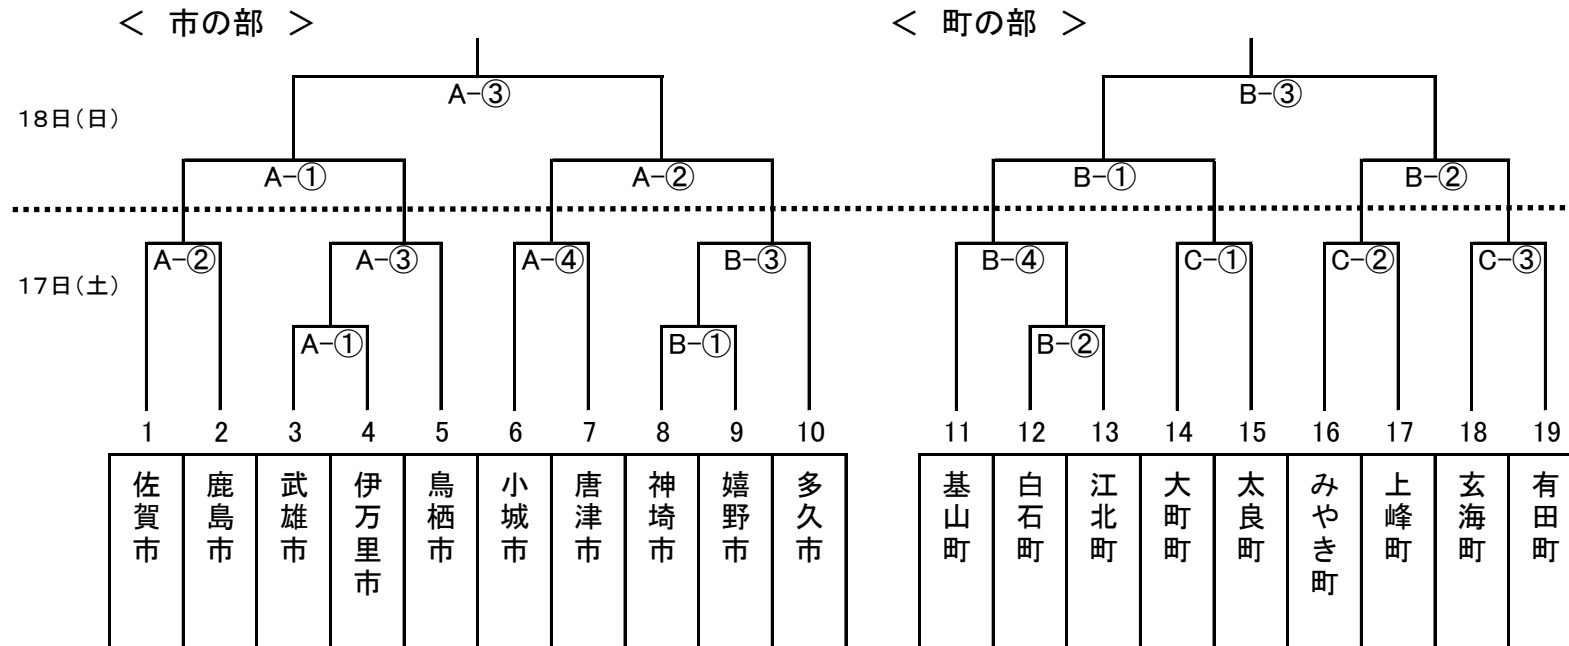 ＜ 市の部 ＞
＜ 町の部 ＞
A-③
B-③
18日(日)
A-①
A-②
B-①
B-②
A-②
A-③
A-④
B-③
B-④
C-①
C-②
C-③
17日(土)
A-①
B-①
B-②
1 2 3 4 5 6 7 8 9 10
11 12 13 14 15 16 17 18 19
佐賀市
鹿島市
武雄市
伊万里市
鳥栖市
小城市
唐津市
神埼市
嬉野市
多久市
基山町
白石町
江北町
大町町
太良町
みやき町
上峰町
玄海町
有田町